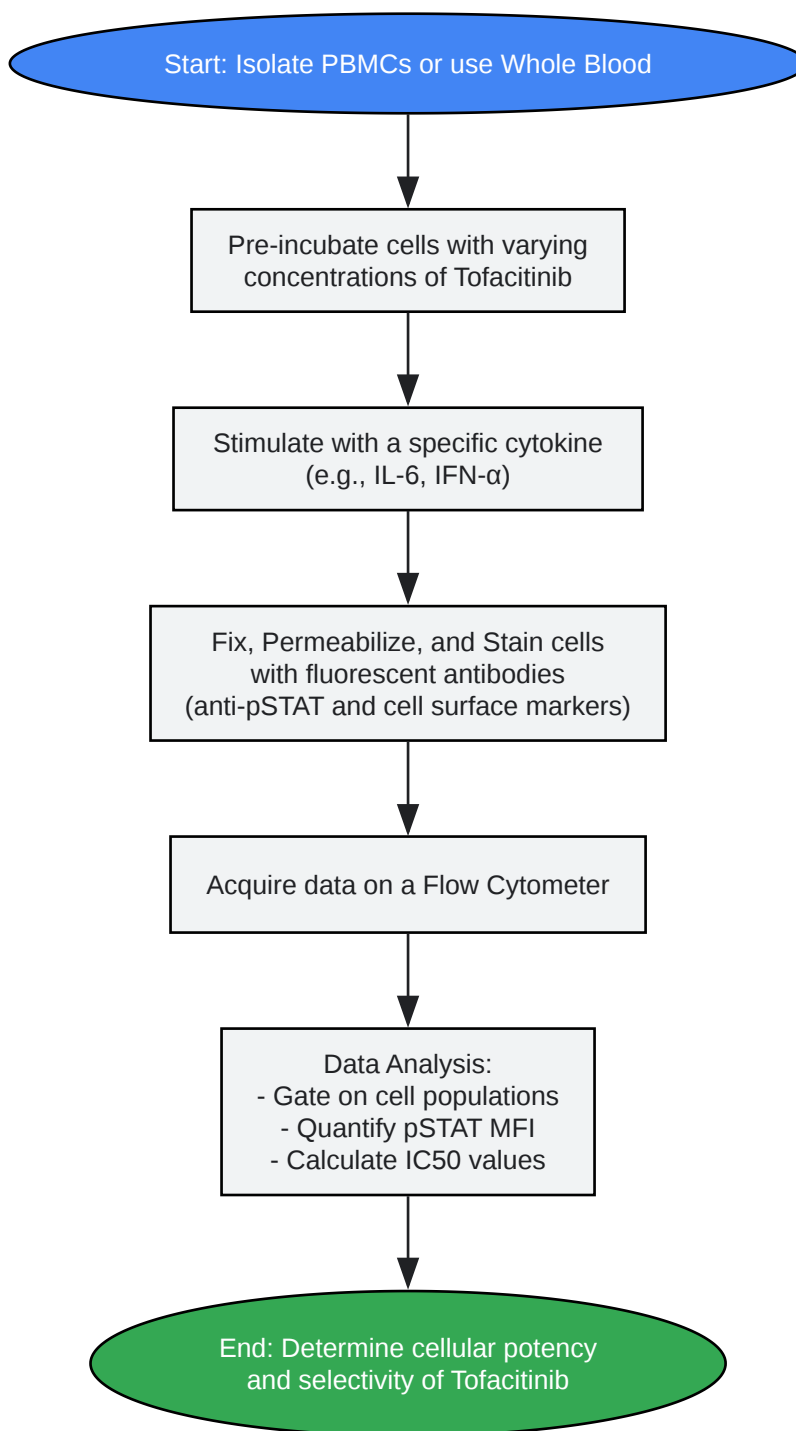 Start: Isolate PBMCs or use Whole Blood
Pre-incubate cells with varying
concentrations of Tofacitinib
Stimulate with a specific cytokine
(e.g., IL-6, IFN-α)
Fix, Permeabilize, and Stain cells
with fluorescent antibodies
(anti-pSTAT and cell surface markers)
Acquire data on a Flow Cytometer
Data Analysis:
- Gate on cell populations
- Quantify pSTAT MFI
- Calculate IC50 values
End: Determine cellular potency
and selectivity of Tofacitinib